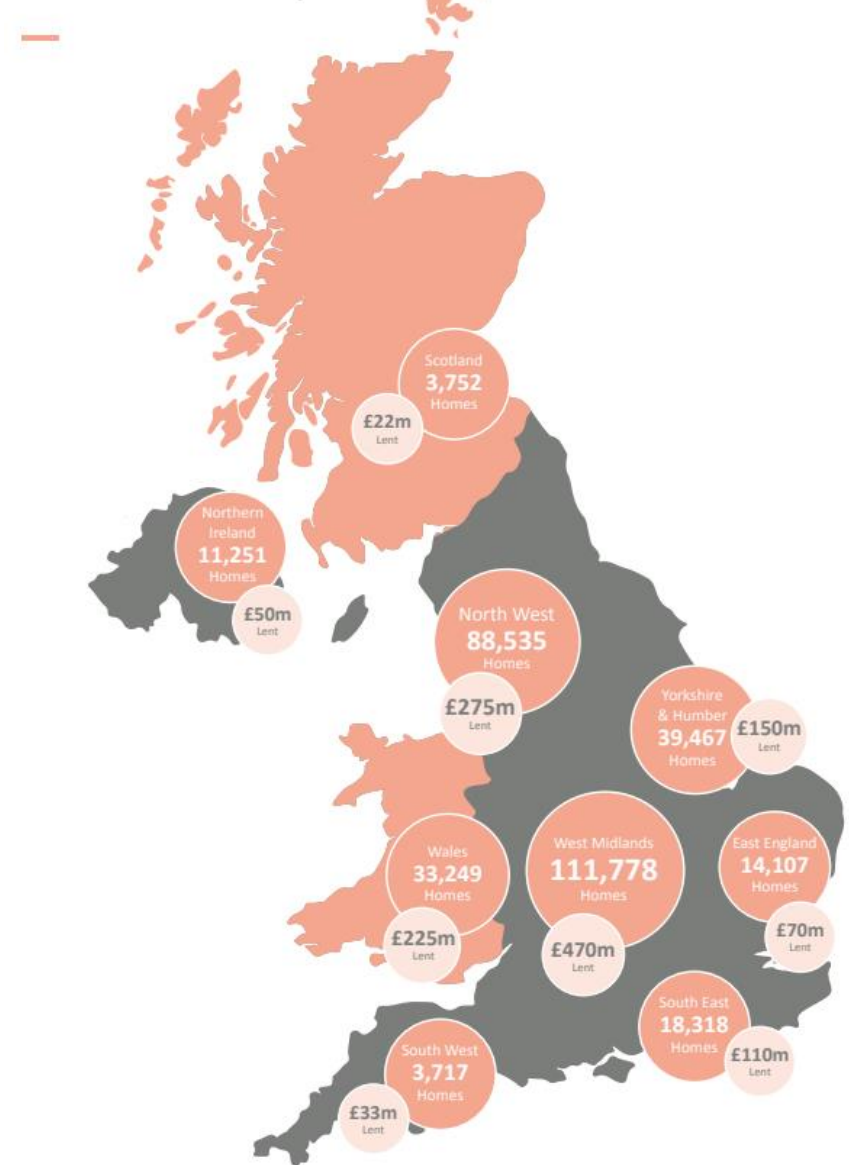 Scotland
3,752
Homes
£22m
Lent
Northern
Ireland
11,251
Homes
£50m
Lent
North West
88,535
Homes
£275m
Lent
Yorkshire
& Humber
39,467
Homes
£150m
Lent
Wales
33,249
Homes
£225m
Lent
West Midlands
111,778
Homes
£470m
Lent
East England
14,107
Homes
£70m
Lent
South East
18,318
Homes
£110m
Lent
South West
3,717
Homes
£33m
Lent